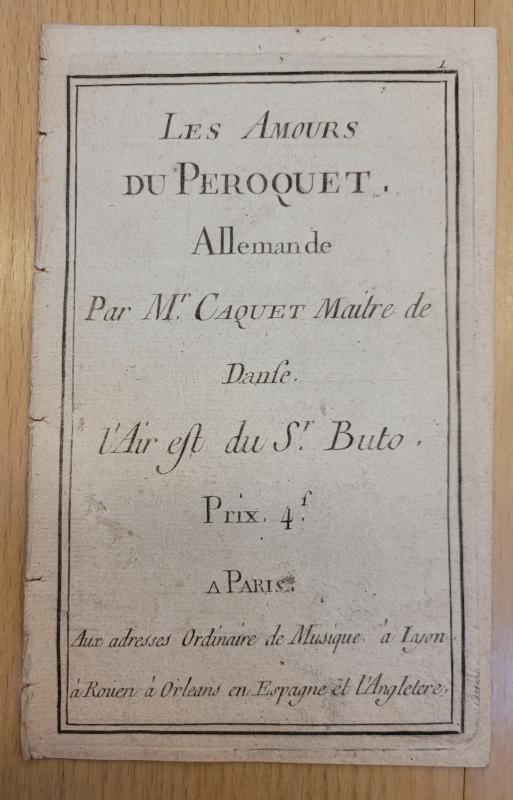 1
LES AMOURS
DU PEROQUET.
Allemande
Par Mr. CAQUET Maitre de
Danſe.
l'Air eſt du Sr. Buto.
Prix. 4ſ.
A PARIS.
Aux adresses Ordinaire de Musique. à Lyon.
à Rouen à Orleans en Espagne et l'Angletere.